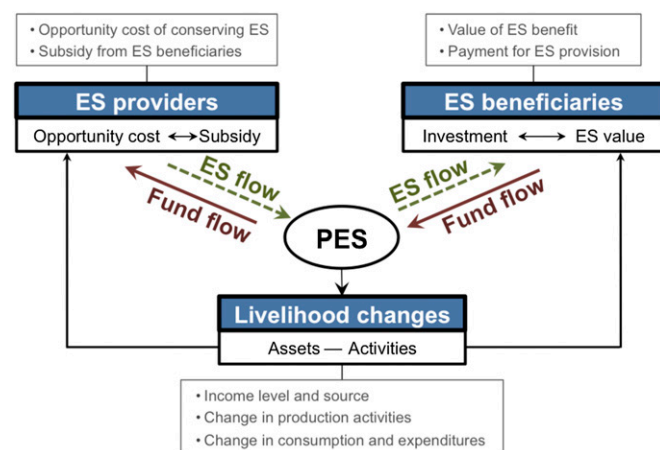 • Opportunity cost of conserving ES
• Subsidy from ES beneficiaries
• Value of ES benefit
• Payment for ES provision
ES providers
Opportunity cost ↔ Subsidy
ES beneficiaries
Investment ↔ ES value
ES flow
Fund flow
ES flow
Fund flow
PES
Livelihood changes
Assets — Activities
• Income level and source
• Change in production activities
• Change in consumption and expenditures